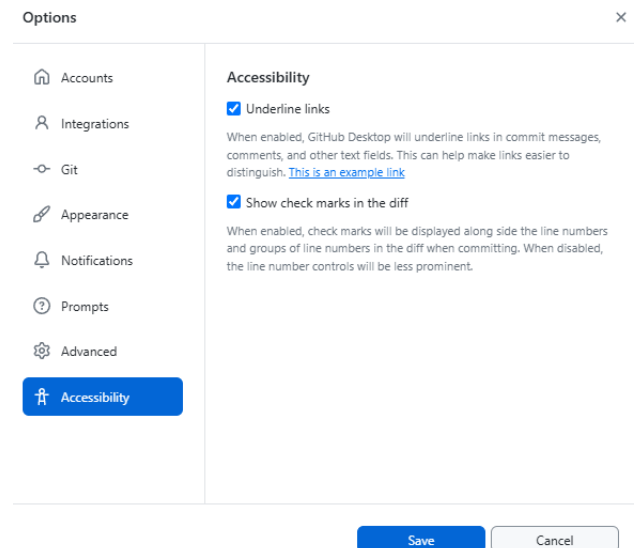 Options
Accounts
Integrations
Git
Appearance
Notifications
Prompts
Advanced
Accessibility
Accessibility
Underline links
When enabled, GitHub Desktop will underline links in commit messages,
comments, and other text fields. This can help make links easier to
distinguish. This is an example link
Show check marks in the diff
When enabled, check marks will be displayed along side the line numbers
and groups of line numbers in the diff when committing. When disabled,
the line number controls will be less prominent.
Save
Cancel